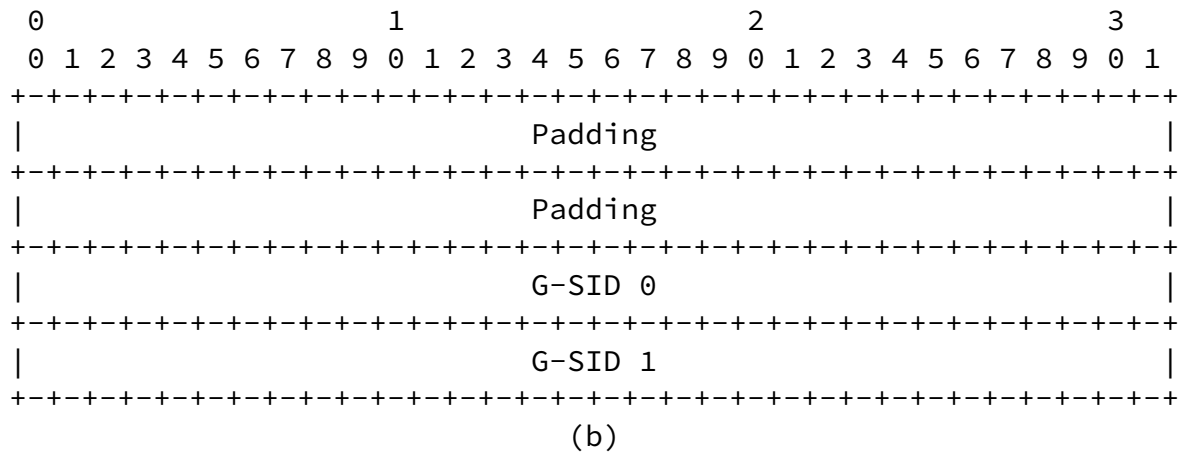 0                   1                   2                   3
 0 1 2 3 4 5 6 7 8 9 0 1 2 3 4 5 6 7 8 9 0 1 2 3 4 5 6 7 8 9 0 1
+-+-+-+-+-+-+-+-+-+-+-+-+-+-+-+-+-+-+-+-+-+-+-+-+-+-+-+-+-+-+-+-+
|                            Padding                            |
+-+-+-+-+-+-+-+-+-+-+-+-+-+-+-+-+-+-+-+-+-+-+-+-+-+-+-+-+-+-+-+-+
|                            Padding                            |
+-+-+-+-+-+-+-+-+-+-+-+-+-+-+-+-+-+-+-+-+-+-+-+-+-+-+-+-+-+-+-+-+
|                            G-SID 0                            |
+-+-+-+-+-+-+-+-+-+-+-+-+-+-+-+-+-+-+-+-+-+-+-+-+-+-+-+-+-+-+-+-+
|                            G-SID 1                            |
+-+-+-+-+-+-+-+-+-+-+-+-+-+-+-+-+-+-+-+-+-+-+-+-+-+-+-+-+-+-+-+-+
                              (b)